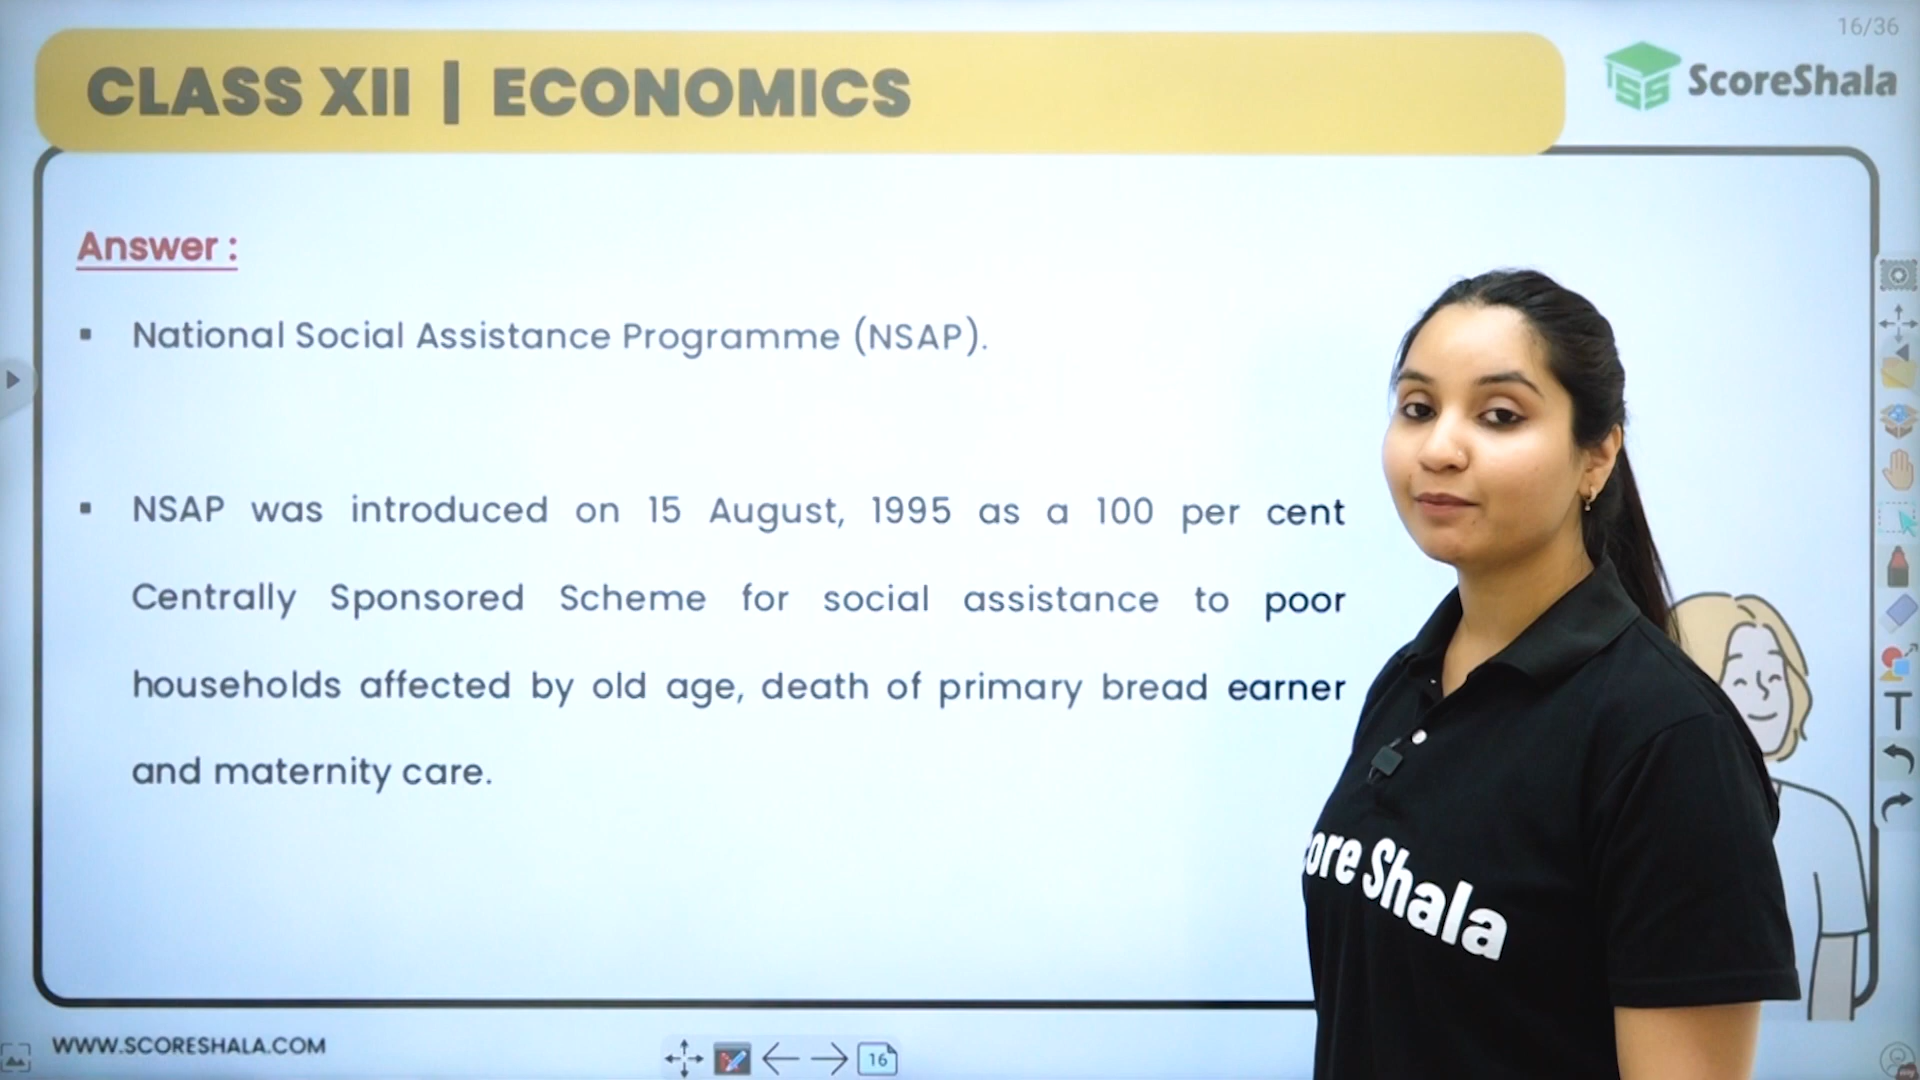 16/36
CLASS XII | ECONOMICS
SS
ScoreShala
Answer :
▪ National Social Assistance Programme (NSAP).
▪ NSAP was introduced on 15 August, 1995 as a 100 per cent
Centrally Sponsored Scheme for social assistance to poor
households affected by old age, death of primary bread earner
and maternity care.
ore Shala
T
WWW.SCORESHALA.COM
16